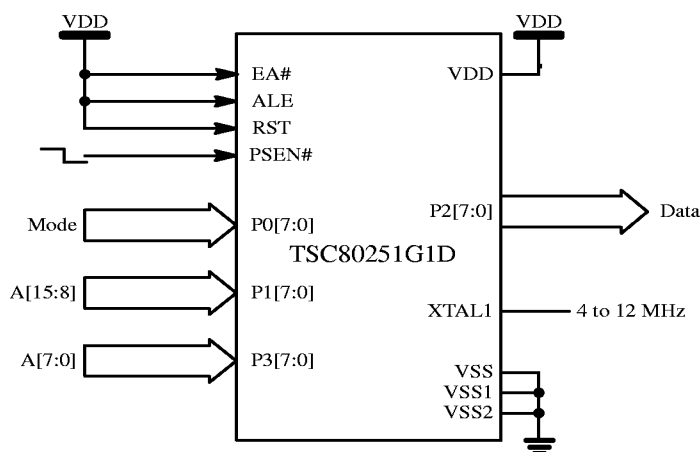 VDD
VDD
EA#
VDD
ALE
RST
PSEN#
Mode
P0[7:0]
P2[7:0]
Data
TSC80251G1D
A[15:8]
P1[7:0]
XTAL1
4 to 12 MHz
A[7:0]
P3[7:0]
VSS
VSS1
VSS2